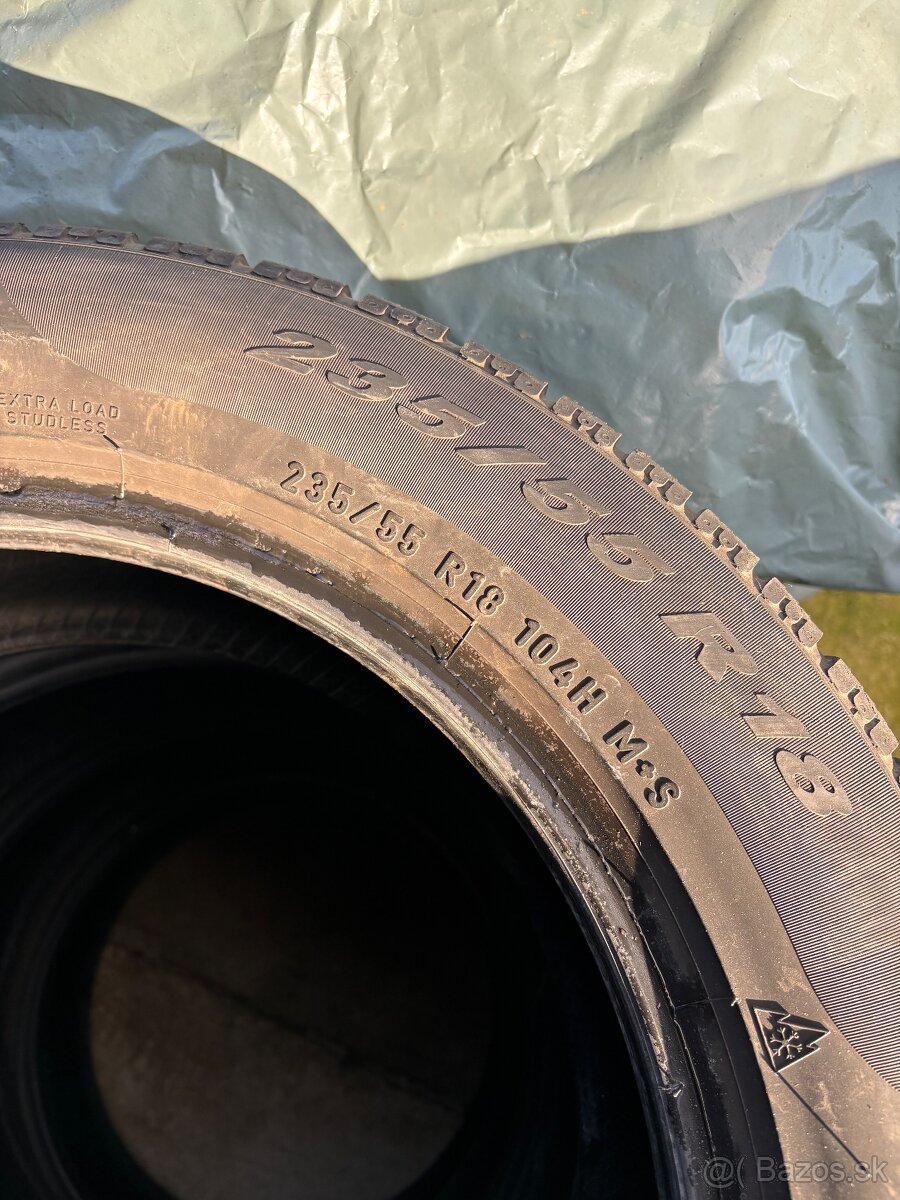 235/55 R18
EXTRA LOAD
STUDLESS
235/55 R18 104H M+S
@( Bazos.sk